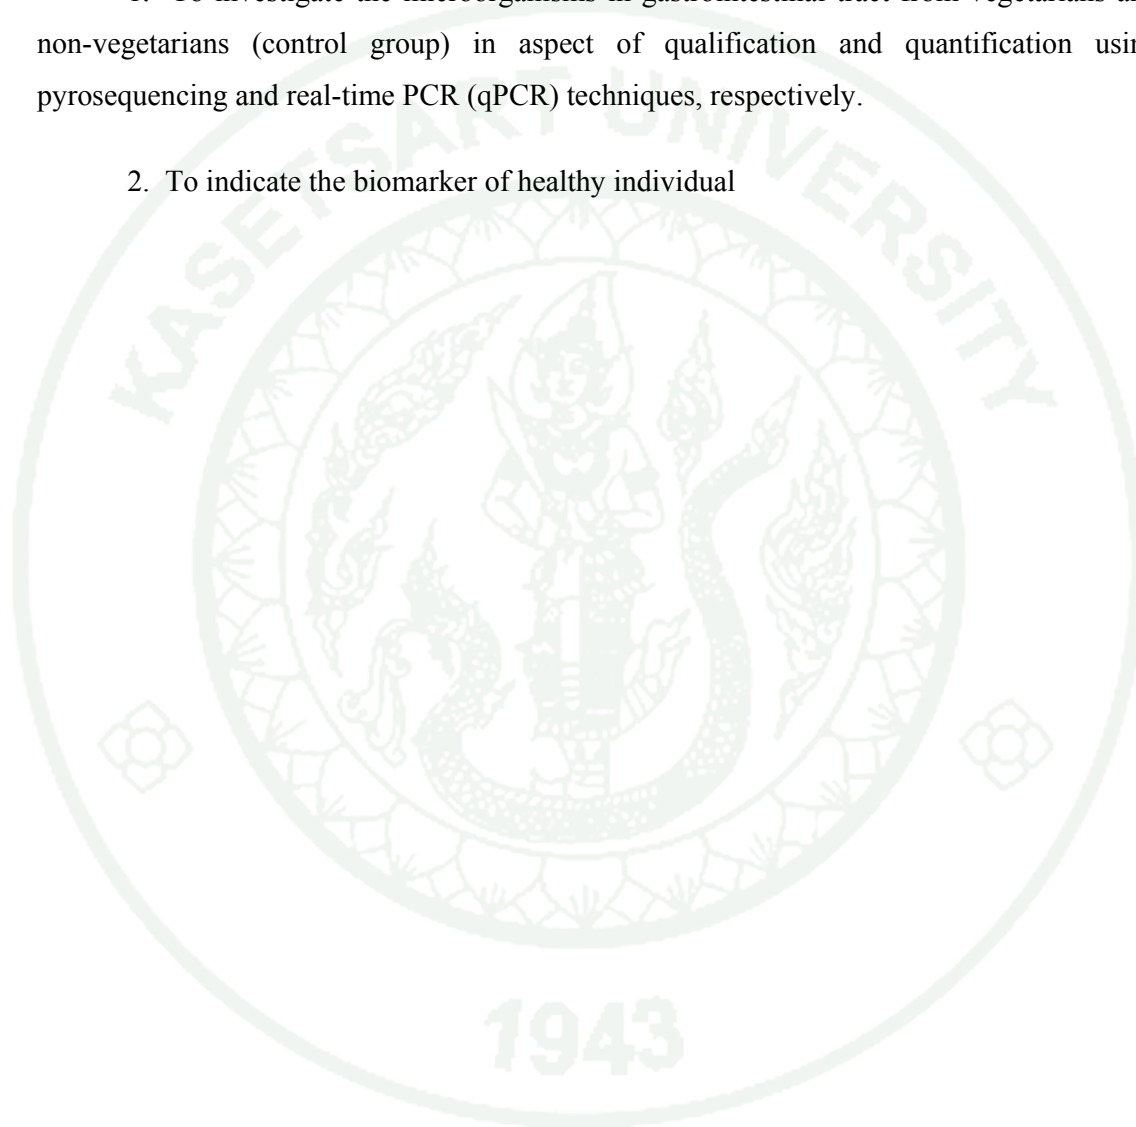 1. To investigate the microorganisms in gastrointestinal tract from vegetarians
non-vegetarians (control group) in aspect of qualification and quantification
pyrosequencing and real-time PCR (qPCR) techniques, respectively.
2. To indicate the biomarker of healthy individual
KASETSART UNIVERSITY
1943